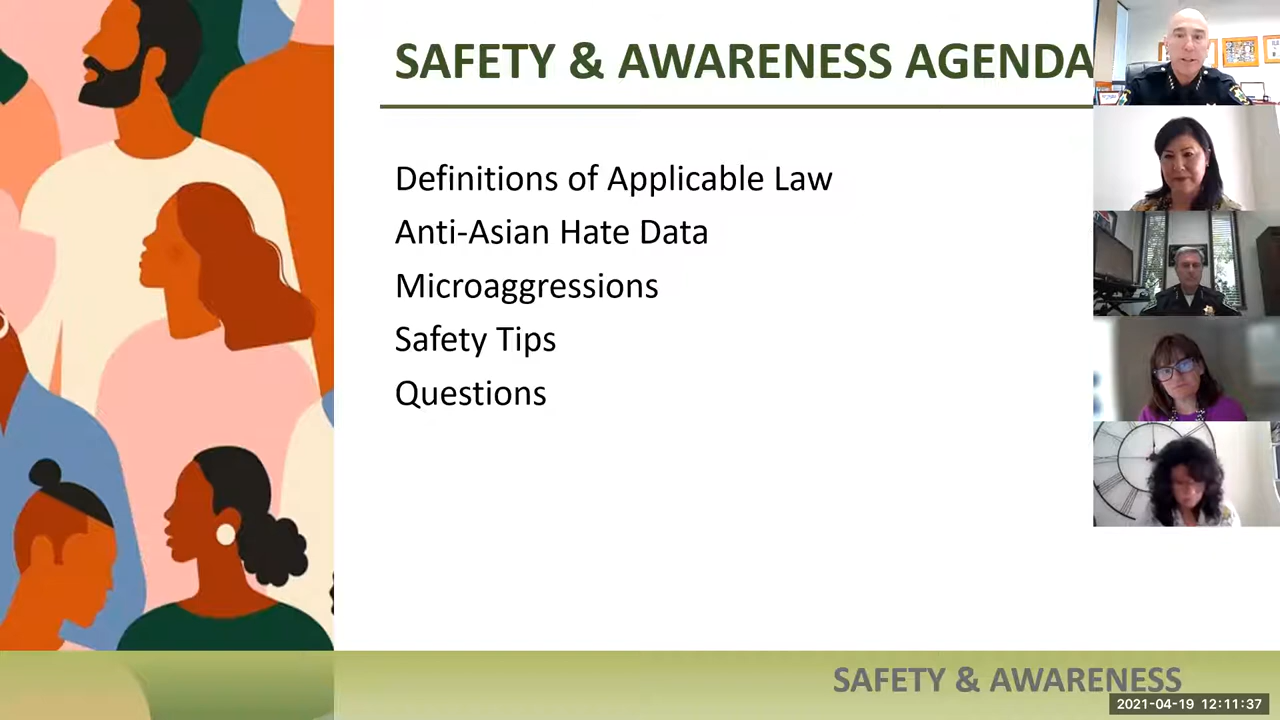 SAFETY & AWARENESS AGENDA
Definitions of Applicable Law
Anti-Asian Hate Data
Microaggressions
Safety Tips
Questions
SAFETY & AWARENESS
2021-04-19 12:11:37